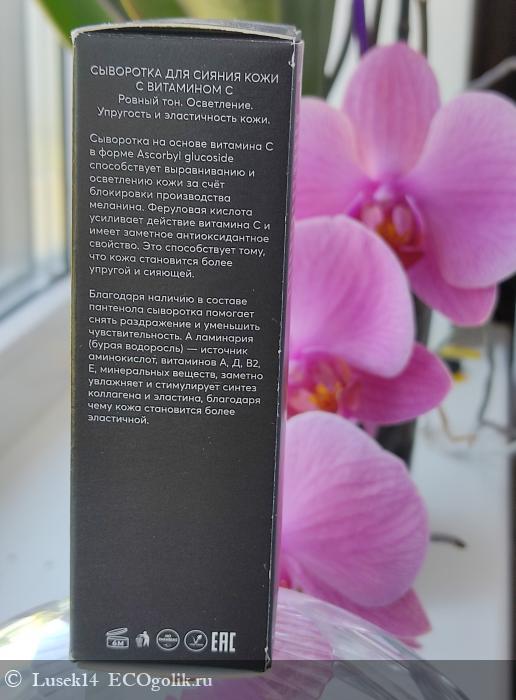 СЫВОРОТКА ДЛЯ СИЯНИЯ КОЖИ
С ВИТАМИНОМ С
Ровный тон. Осветление.
Упругость и эластичность кожи.
Сыворотка на основе витамина С
в форме Ascorbyl glucoside
способствует выравниванию и
осветлению кожи за счёт
блокировки производства
меланина. Феруловая кислота
усиливает действие витамина С и
имеет заметное антиоксидантное
свойство. Это способствует тому,
что кожа становится более
упругой и сияющей.
Благодаря наличию в составе
пантенола сыворотка помогает
снять раздражение и уменьшить
чувствительность. А ламинария
(бурая водоросль) — источник
аминокислот, витаминов А, Д, В2,
Е, минеральных веществ, заметно
увлажняет и стимулирует синтез
коллагена и эластина, благодаря
чему кожа становится более
эластичной.
6M
EAC
© Lusek14 ECOgolik.ru